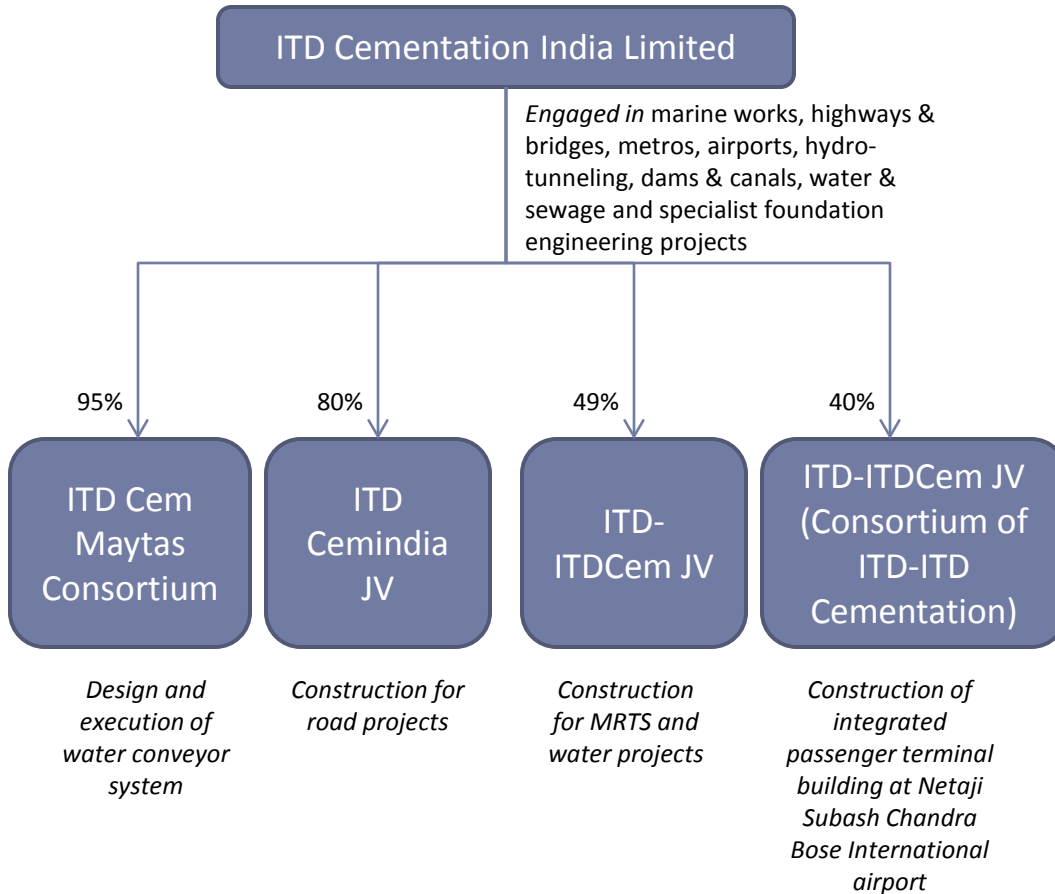 ITD Cementation India Limited
Engaged in marine works, highways &
bridges, metros, airports, hydro-
tunneling, dams & canals, water &
sewage and specialist foundation
engineering projects
95%
80%
49%
40%
ITD Cem
Maytas
Consortium
ITD
Cemindia
JV
ITD-
ITDCem JV
ITD-ITDCem JV
(Consortium of
ITD-ITD
Cementation)
Design and
execution of
water conveyor
system
Construction for
road projects
Construction
for MRTS and
water projects
Construction of
integrated
passenger terminal
building at Netaji
Subash Chandra
Bose International
airport